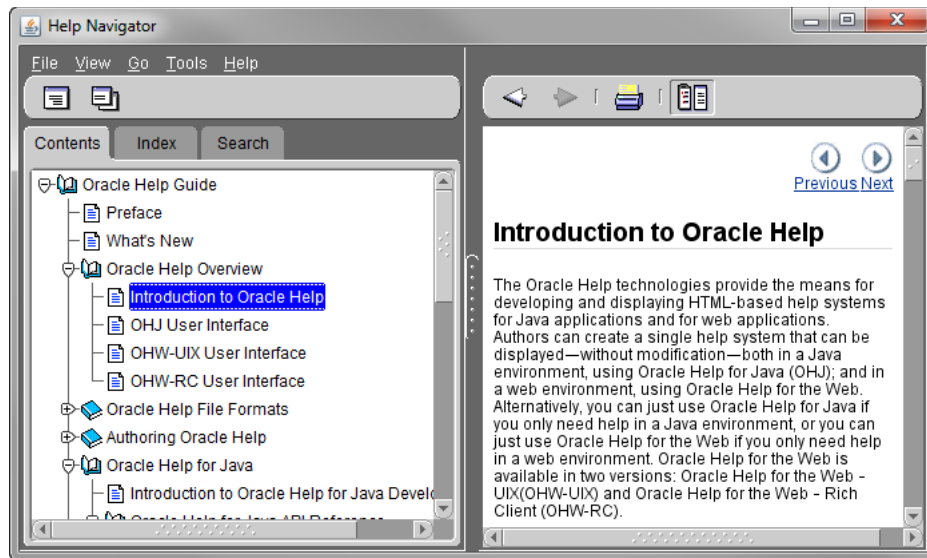 Help Navigator
File View Go Tools Help
Contents Index Search
Oracle Help Guide
Preface
What's New
Oracle Help Overview
Introduction to Oracle Help
OHJ User Interface
OHW-UIX User Interface
OHW-RC User Interface
Oracle Help File Formats
Authoring Oracle Help
Oracle Help for Java
Introduction to Oracle Help for Java Develo
Oracle Help for Java API Reference
Previous Next
Introduction to Oracle Help
The Oracle Help technologies provide the means for
developing and displaying HTML-based help systems
for Java applications and for web applications.
Authors can create a single help system that can be
displayed—without modification—both in a Java
environment, using Oracle Help for Java (OHJ); and in
a web environment, using Oracle Help for the Web.
Alternatively, you can just use Oracle Help for Java if
you only need help in a Java environment, or you can
just use Oracle Help for the Web if you only need help
in a web environment. Oracle Help for the Web is
available in two versions: Oracle Help for the Web -
UIX(OHW-UIX) and Oracle Help for the Web - Rich
Client (OHW-RC).